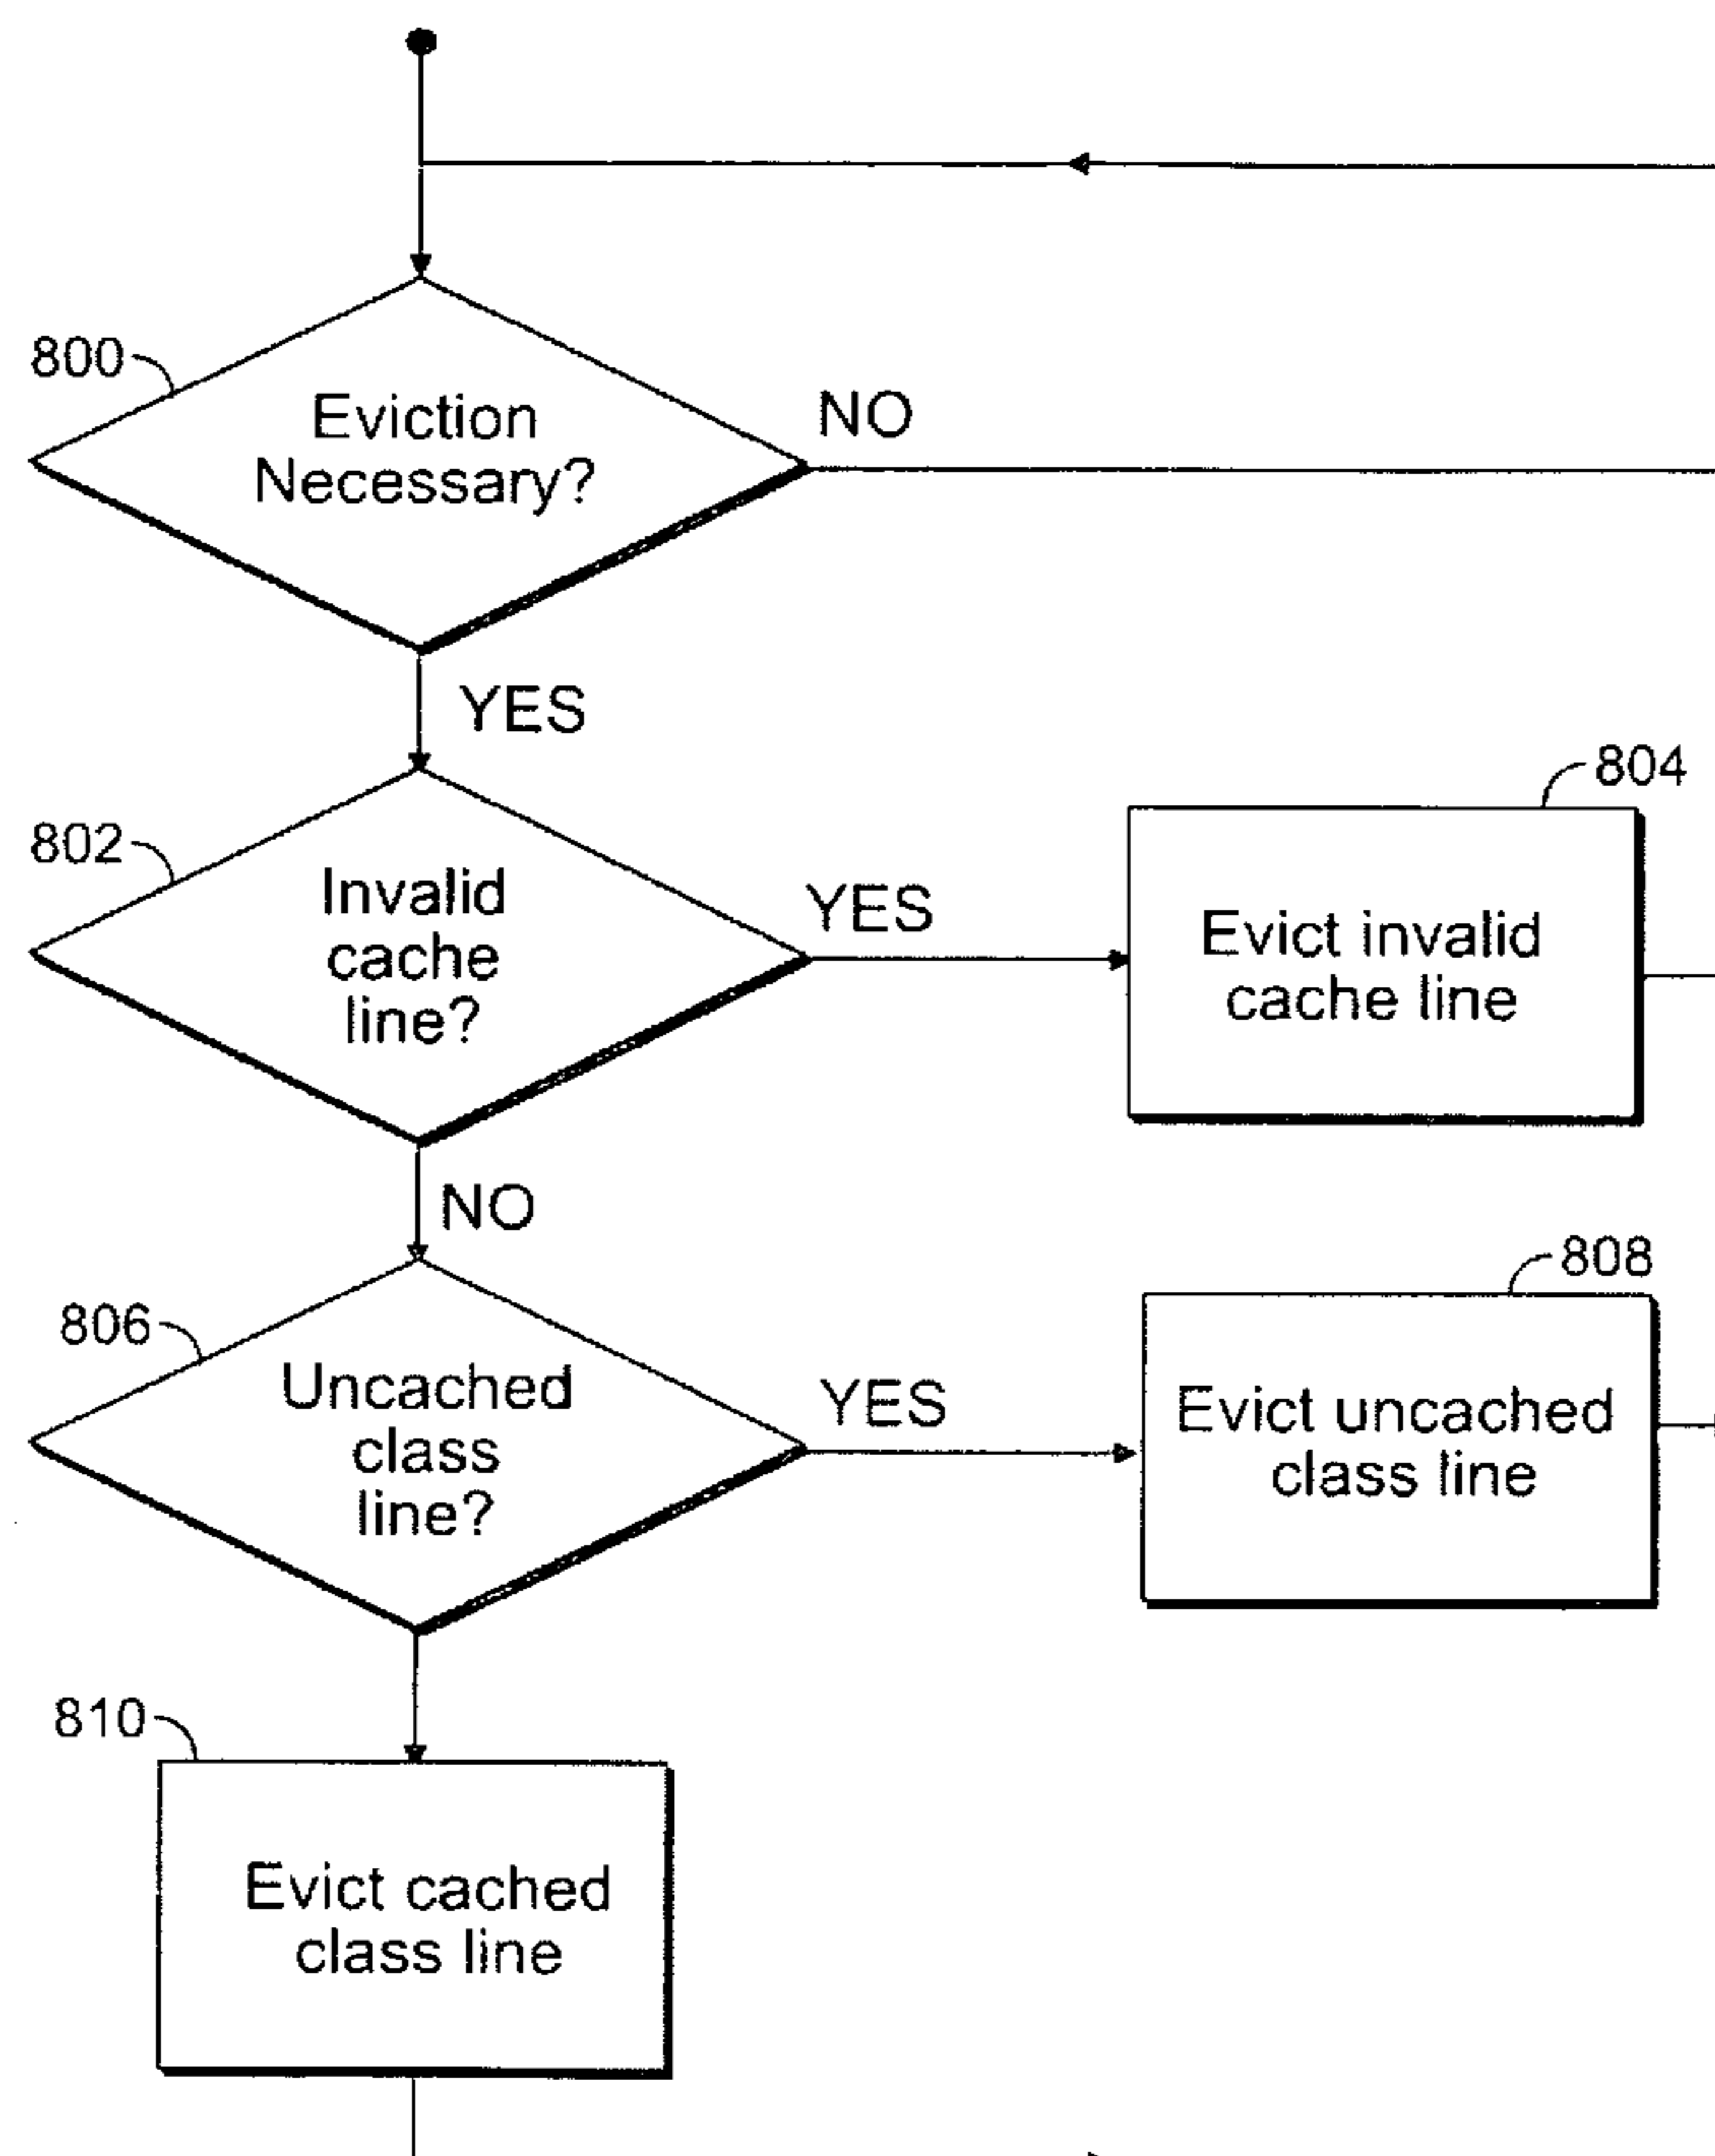 800
Eviction
Necessary?
NO
YES
804
802
Invalid
cache
line?
YES
Evict invalid
cache line
NO
808
806
Uncached
class
line?
YES
Evict uncached
class line
810
Evict cached
class line